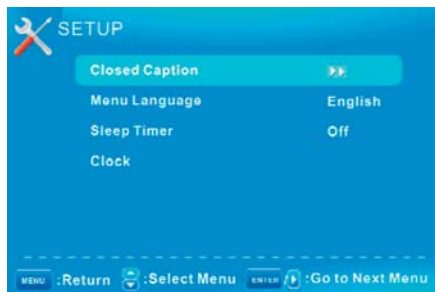 SETUP
Closed Caption
Menu Language English
Sleep Timer Off
Clock
MENU :Return :Select Menu ENTER / :Go to Next Menu